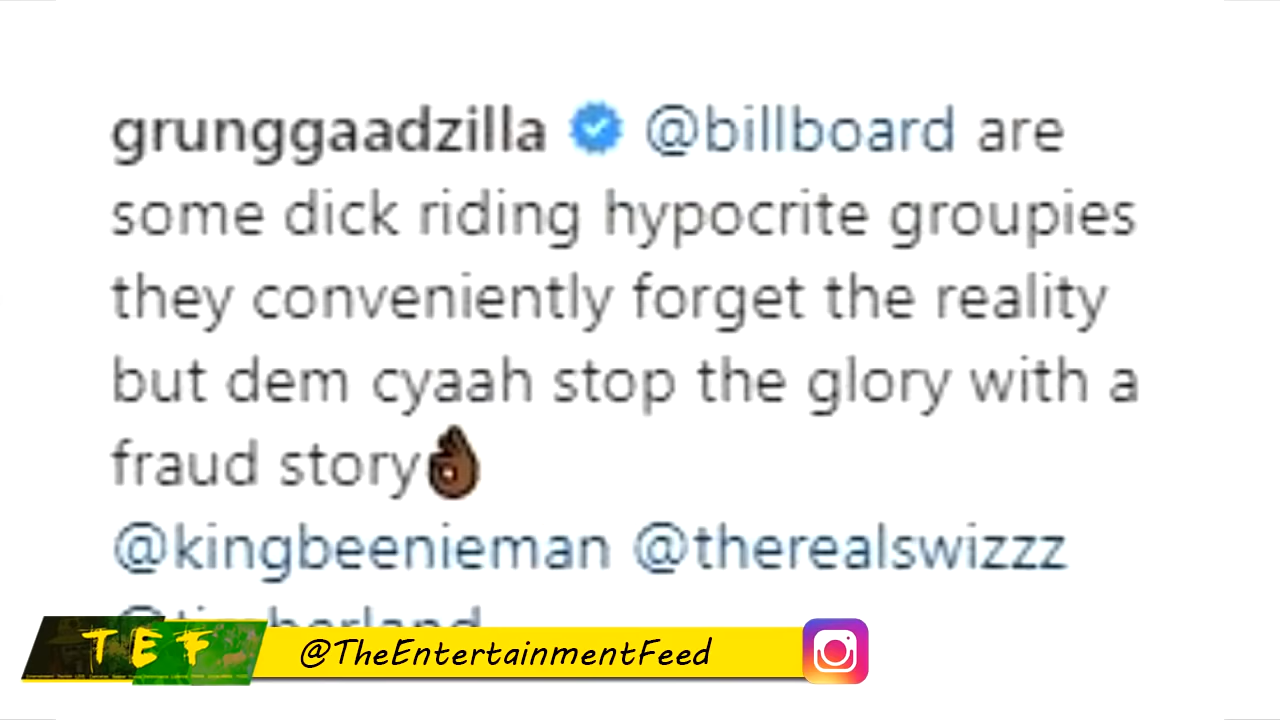 grunggaadzilla @billboard are
some dick riding hypocrite groupies
they conveniently forget the reality
but dem cyaah stop the glory with a
fraud story👌🏿
@kingbeenieman @therealswizzz
@timberland
TEF
@TheEntertainmentFeed